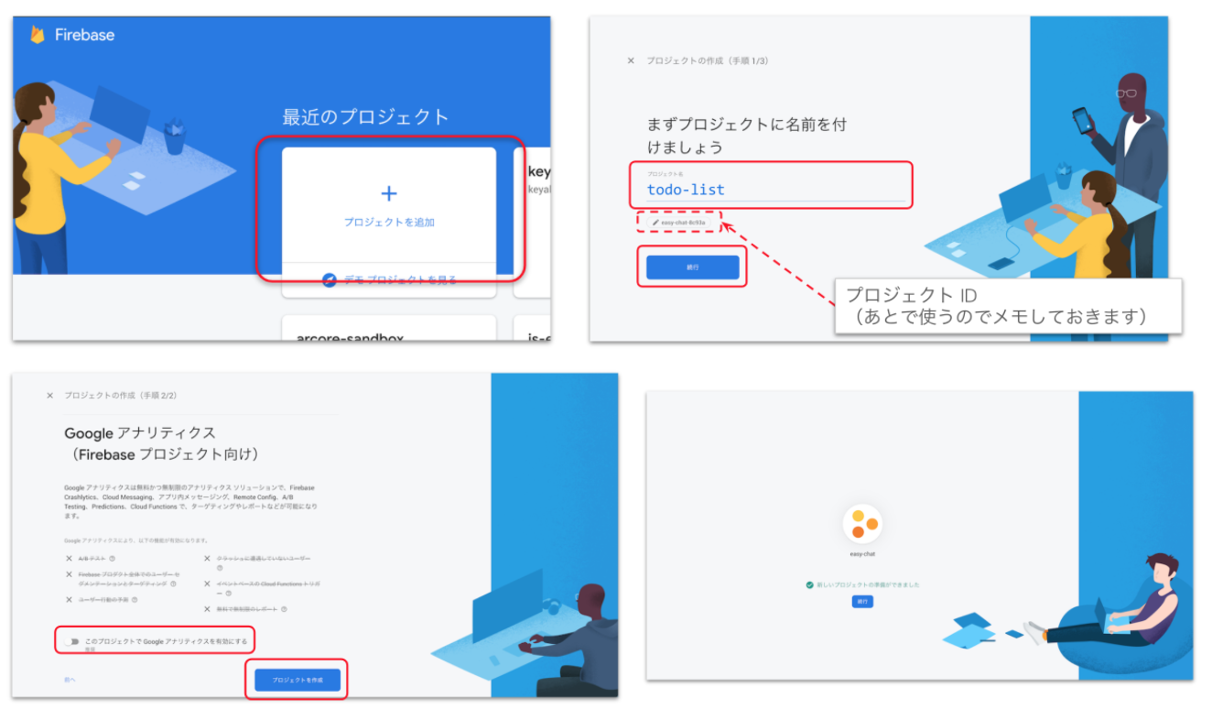 Firebase
最近のプロジェクト
プロジェクトを追加
デモ プロジェクトを見る
key
keyal
arcore-sandbox
プロジェクトの作成（手順 1/3）
まずプロジェクトに名前を付
けましょう
プロジェクト名
todo-list
easy-chat-8c93a
続行
プロジェクト ID
（あとで使うのでメモしておきます）
プロジェクトの作成（手順 2/2）
Google アナリティクス
（Firebase プロジェクト向け）
Google アナリティクスは無料かつ無制限のアナリティクス ソリューションで、Firebase
Crashlytics、Cloud Messaging、アプリ内メッセージング、Remote Config、A/B
Testing、Predictions、Cloud Functions で、ターゲティングやレポートなどが可能になり
ます。
Google アナリティクスにより、以下の機能が有効になります。
A/B テスト
Firebase プロダクト全体でのユーザー セ
グメンテーションとターゲティング
ユーザー行動の予測
クラッシュに遭遇していないユーザー
イベントベースの Cloud Functions トリガ
ー
無料で無制限のレポート
このプロジェクトで Google アナリティクスを有効にする
推奨
前へ
プロジェクトを作成
easy-chat
新しいプロジェクトの準備ができました
続行